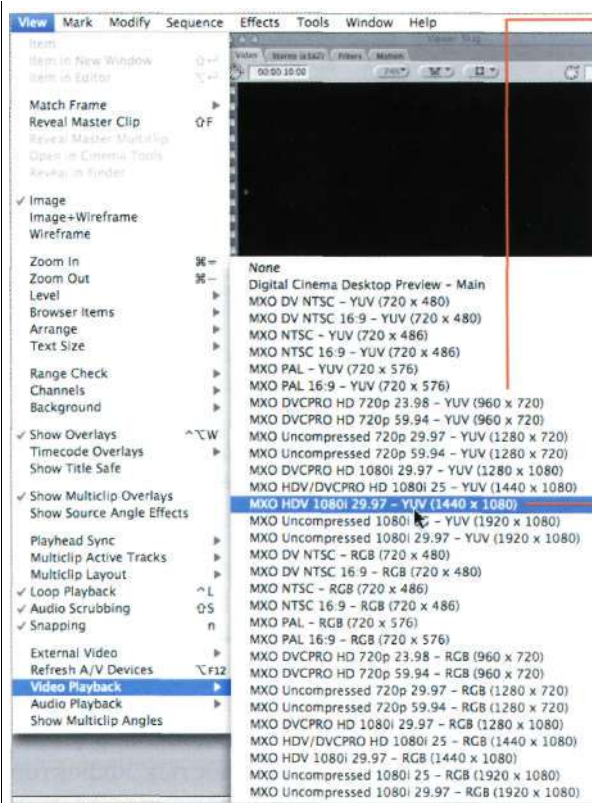 View Mark Modify Sequence Effects Tools Window Help
Item
Item in New Window
Item in Editor
Match Frame
Reveal Master Clip ⇧F
Reveal Master Multiclip
Open in Cinema Tools
Reveal in Finder
✓ Image
Image+Wireframe
Wireframe
Zoom In ⌘=
Zoom Out ⌘−
Level
Browser Items
Arrange
Text Size
Range Check
Channels
Background
✓ Show Overlays ^⌥W
Timecode Overlays
Show Title Safe
✓ Show Multiclip Overlays
Show Source Angle Effects
Playhead Sync
Multiclip Active Tracks
Multiclip Layout
✓ Loop Playback ^L
✓ Audio Scrubbing ⇧S
✓ Snapping n
External Video
Refresh A/V Devices ⌥F12
Video Playback
Audio Playback
Show Multiclip Angles
Viewer: Slug
Video Stereo (a1a2) Filters Motion
00:00:10:00
None
Digital Cinema Desktop Preview – Main
MXO DV NTSC – YUV (720 x 480)
MXO DV NTSC 16:9 – YUV (720 x 480)
MXO NTSC – YUV (720 x 486)
MXO NTSC 16:9 – YUV (720 x 486)
MXO PAL – YUV (720 x 576)
MXO PAL 16:9 – YUV (720 x 576)
MXO DVCPRO HD 720p 23.98 – YUV (960 x 720)
MXO DVCPRO HD 720p 59.94 – YUV (960 x 720)
MXO Uncompressed 720p 29.97 – YUV (1280 x 720)
MXO Uncompressed 720p 59.94 – YUV (1280 x 720)
MXO DVCPRO HD 1080i 29.97 – YUV (1280 x 1080)
MXO HDV/DVCPRO HD 1080i 25 – YUV (1440 x 1080)
MXO HDV 1080i 29.97 – YUV (1440 x 1080)
MXO Uncompressed 1080i – YUV (1920 x 1080)
MXO Uncompressed 1080i 29.97 – YUV (1920 x 1080)
MXO DV NTSC – RGB (720 x 480)
MXO DV NTSC 16:9 – RGB (720 x 480)
MXO NTSC – RGB (720 x 486)
MXO NTSC 16:9 – RGB (720 x 486)
MXO PAL – RGB (720 x 576)
MXO PAL 16:9 – RGB (720 x 576)
MXO DVCPRO HD 720p 23.98 – RGB (960 x 720)
MXO DVCPRO HD 720p 59.94 – RGB (960 x 720)
MXO Uncompressed 720p 29.97 – RGB (1280 x 720)
MXO Uncompressed 720p 59.94 – RGB (1280 x 720)
MXO DVCPRO HD 1080i 29.97 – RGB (1280 x 1080)
MXO HDV/DVCPRO HD 1080i 25 – RGB (1440 x 1080)
MXO HDV 1080i 29.97 – RGB (1440 x 1080)
MXO Uncompressed 1080i 25 – RGB (1920 x 1080)
MXO Uncompressed 1080i 29.97 – RGB (1920 x 1080)